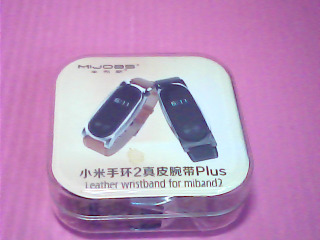 MIJOBS
小米手环2真皮腕带Plus
Leather wristband for miband2